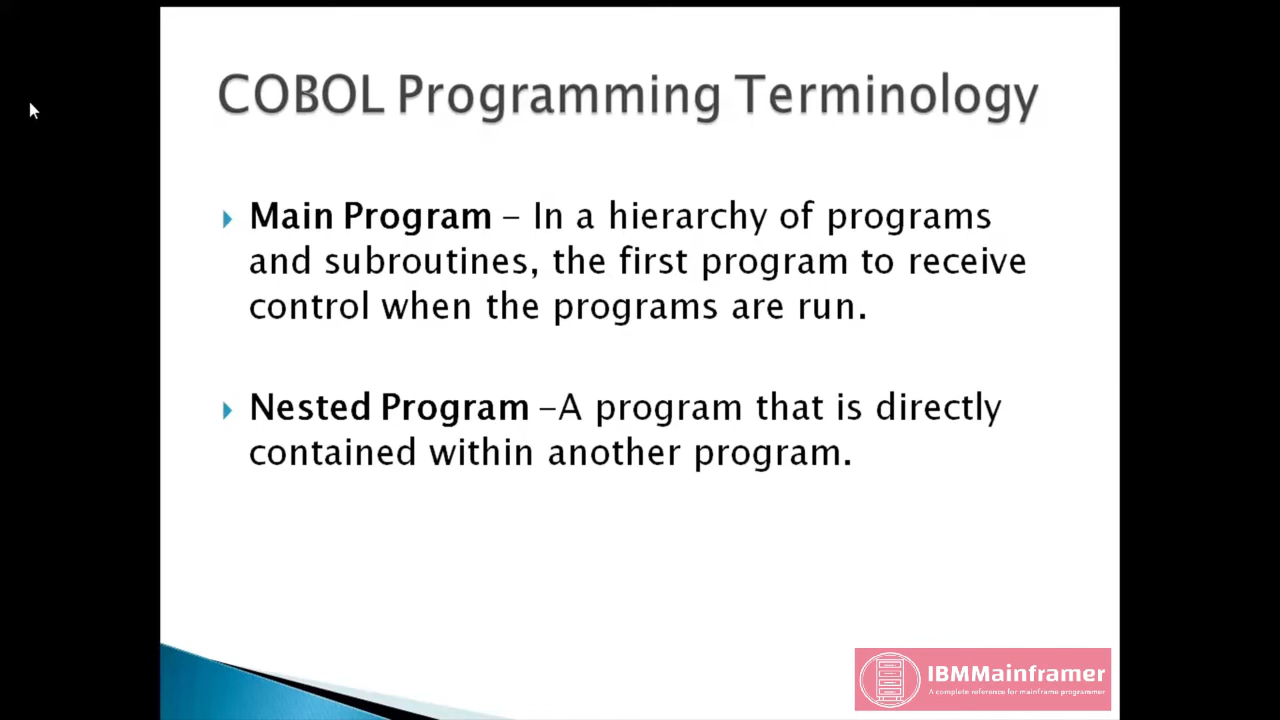 COBOL Programming Terminology
Main Program - In a hierarchy of programs
and subroutines, the first program to receive
control when the programs are run.
Nested Program -A program that is directly
contained within another program.
IBMMainframer
A complete reference for mainframe programmer